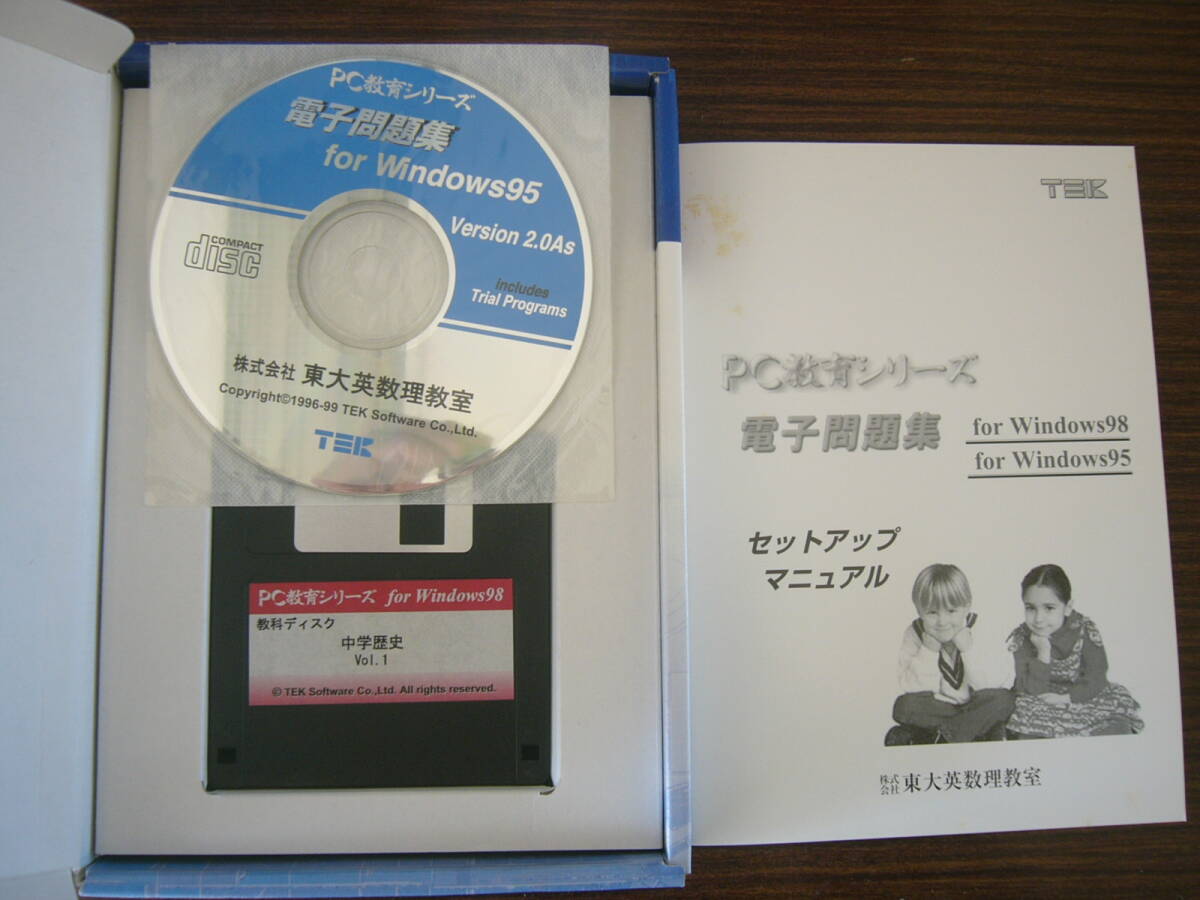 PC教育シリーズ
電子問題集
for Windows95
Version 2.0As
includes
Trial Programs
COMPACT
disc
株式会社 東大英数理教室
Copyright©1996-99 TEK Software Co.,Ltd.
TEK
PC教育シリーズ for Windows98
教科ディスク
中学歴史
Vol.1
© TEK Software Co.,Ltd. All rights reserved.
TEK
PC教育シリーズ
電子問題集
for Windows98
for Windows95
セットアップ
マニュアル
株式会社 東大英数理教室